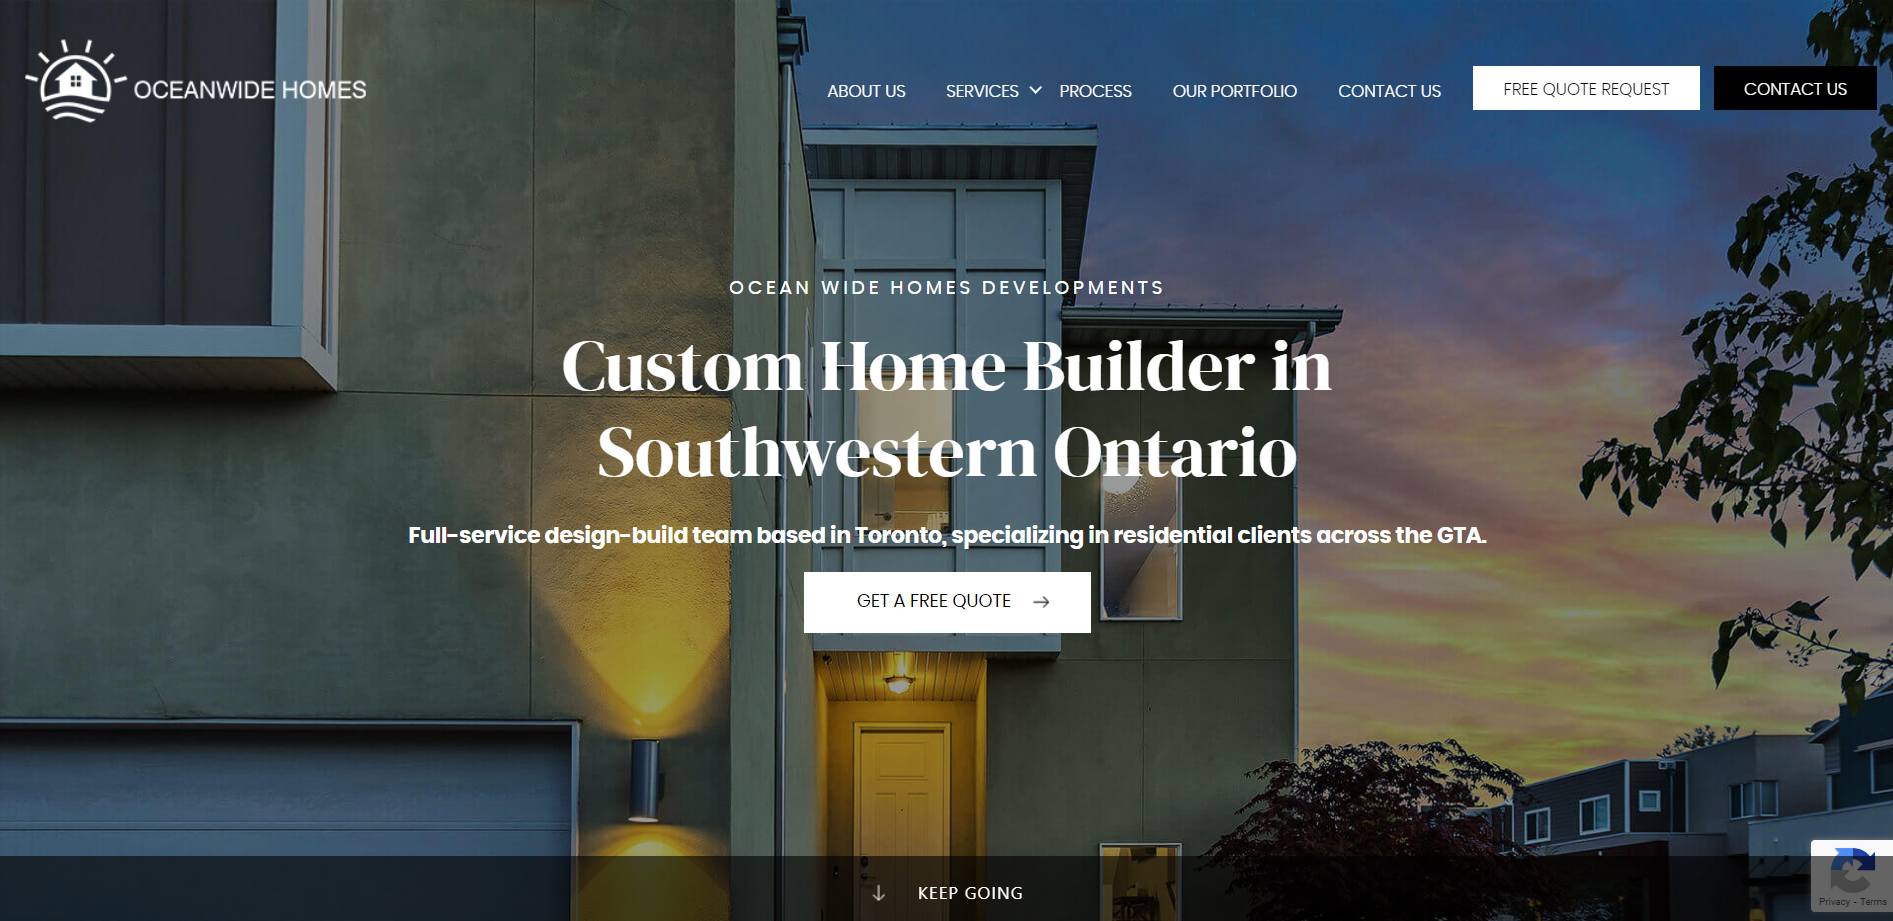 OCEANWIDE HOMES
ABOUT US
SERVICES
PROCESS
OUR PORTFOLIO
CONTACT US
FREE QUOTE REQUEST
CONTACT US
OCEAN WIDE HOMES DEVELOPMENTS
Custom Home Builder in
Southwestern Ontario
Full-service design-build team based in Toronto, specializing in residential clients across the GTA.
GET A FREE QUOTE
KEEP GOING
Privacy - Terms